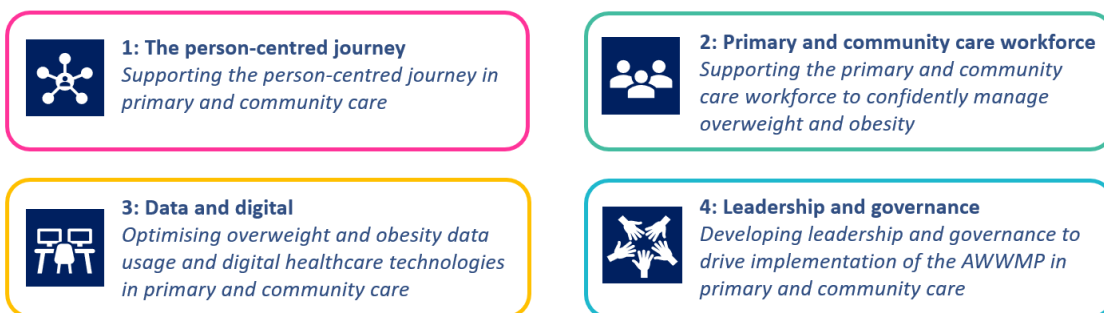 1: The person-centred journey
Supporting the person-centred journey in
primary and community care
2: Primary and community care workforce
Supporting the primary and community
care workforce to confidently manage
overweight and obesity
3: Data and digital
Optimising overweight and obesity data
usage and digital healthcare technologies
in primary and community care
4: Leadership and governance
Developing leadership and governance to
drive implementation of the AWWMP in
primary and community care